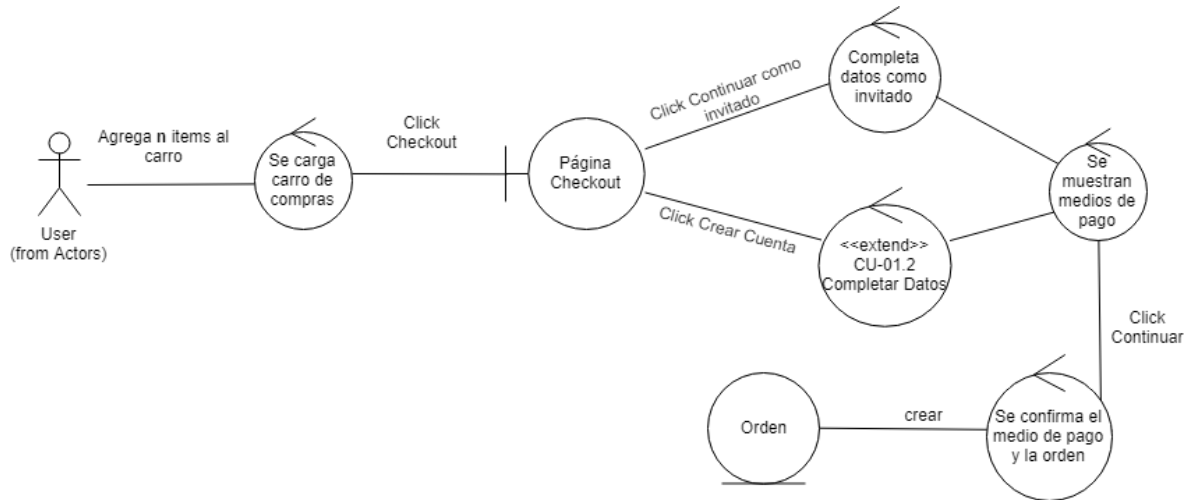 Agrega n items al
carro
User
(from Actors)
Se carga
carro de
compras
Click
Checkout
Página
Checkout
Click Continuar como
invitado
Completa
datos como
invitado
Click Crear Cuenta
<<extend>>
CU-01.2
Completar Datos
Se
muestran
medios de
pago
Click
Continuar
Se confirma el
medio de pago
y la orden
crear
Orden